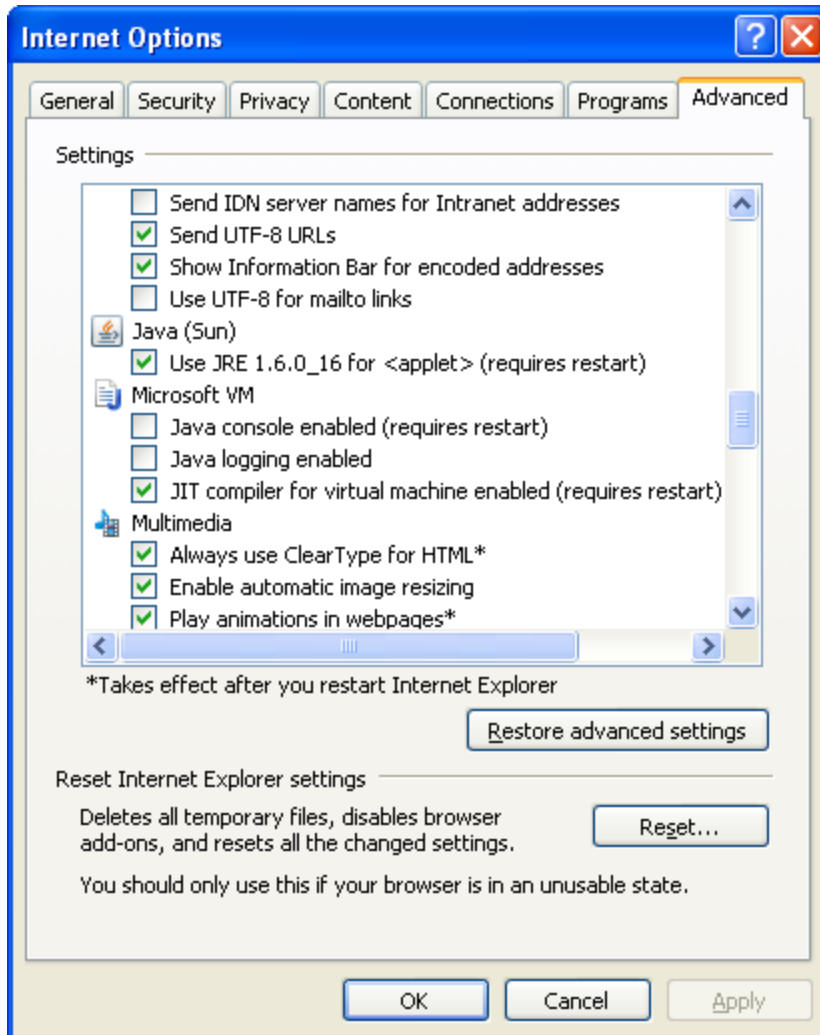 Internet Options
General Security Privacy Content Connections Programs Advanced
Settings
Send IDN server names for Intranet addresses
Send UTF-8 URLs
Show Information Bar for encoded addresses
Use UTF-8 for mailto links
Java (Sun)
Use JRE 1.6.0_16 for <applet> (requires restart)
Microsoft VM
Java console enabled (requires restart)
Java logging enabled
JIT compiler for virtual machine enabled (requires restart)
Multimedia
Always use ClearType for HTML*
Enable automatic image resizing
Play animations in webpages*
*Takes effect after you restart Internet Explorer
Restore advanced settings
Reset Internet Explorer settings
Deletes all temporary files, disables browser
add-ons, and resets all the changed settings.
Reset...
You should only use this if your browser is in an unusable state.
OK Cancel Apply